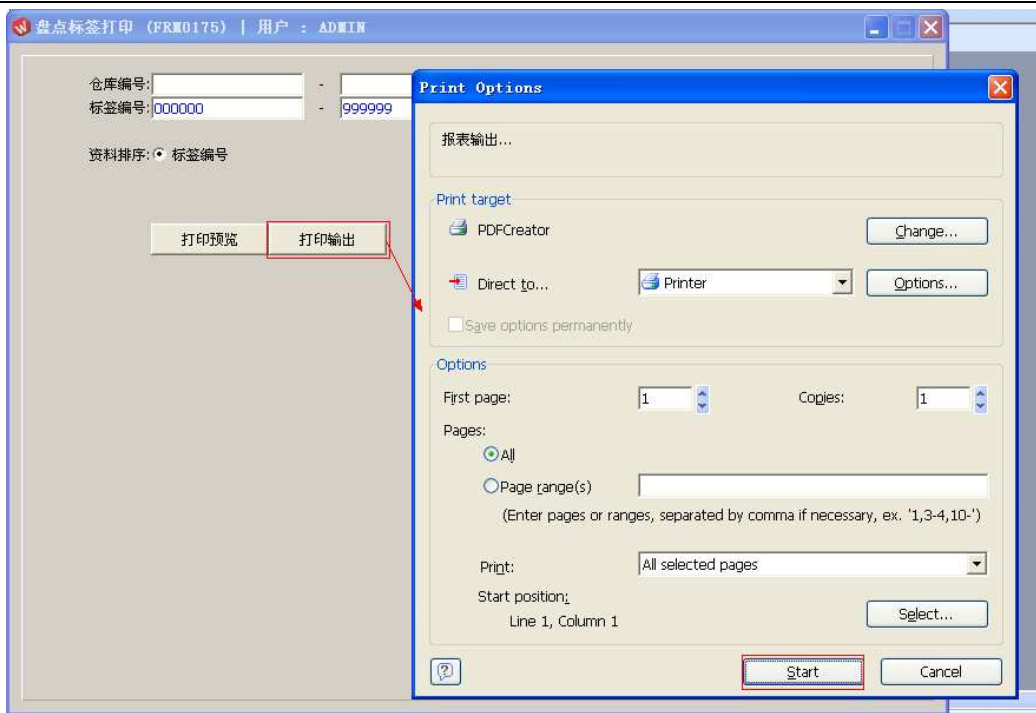 盘点标签打印 (FRM0175) | 用户 : ADMIN
仓库编号: -
标签编号: 000000 - 999999
资料排序: 标签编号
打印预览 打印输出
Print Options
报表输出...
Print target
PDFCreator Change...
Direct to... Printer Options...
Save options permanently
Options
First page: 1 Copies: 1
Pages:
All
Page range(s)
(Enter pages or ranges, separated by comma if necessary, ex. '1,3-4,10-')
Print: All selected pages
Start position:
Line 1, Column 1 Select...
Start Cancel